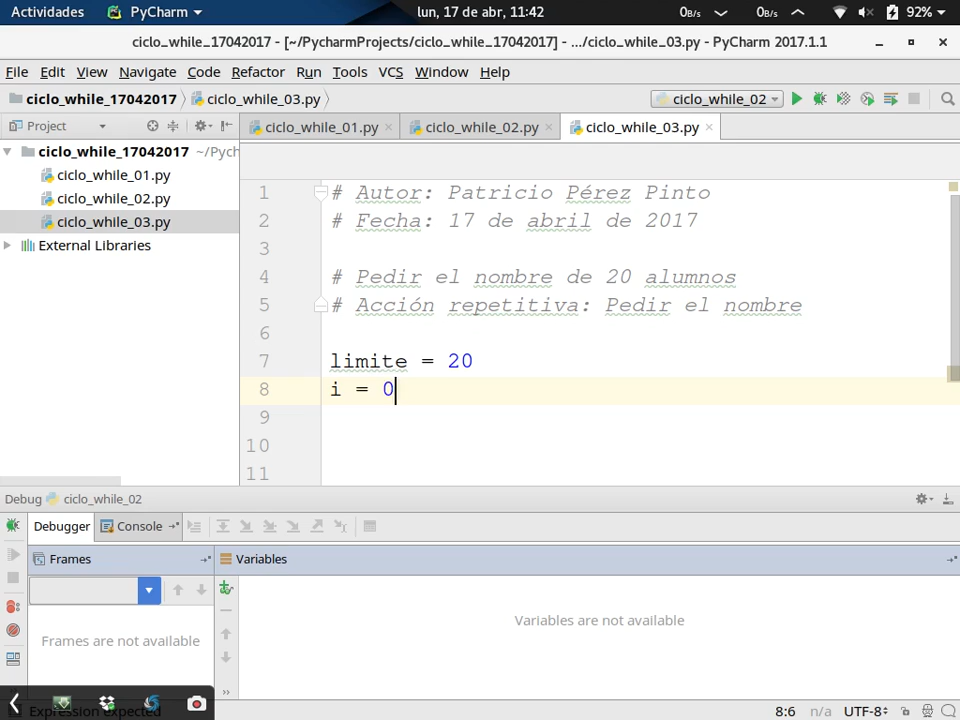 Actividades PyCharm lun, 17 de abr, 11:42 0B/s 0B/s 92%
ciclo_while_17042017 - [~/PycharmProjects/ciclo_while_17042017] - .../ciclo_while_03.py - PyCharm 2017.1.1
File Edit View Navigate Code Refactor Run Tools VCS Window Help
ciclo_while_17042017 ciclo_while_03.py ciclo_while_02
Project ciclo_while_01.py ciclo_while_02.py ciclo_while_03.py
ciclo_while_17042017 ~/Pych
ciclo_while_01.py
ciclo_while_02.py
ciclo_while_03.py
External Libraries
1 # Autor: Patricio Pérez Pinto
2 # Fecha: 17 de abril de 2017
3
4 # Pedir el nombre de 20 alumnos
5 # Acción repetitiva: Pedir el nombre
6
7 limite = 20
8 i = 0
9
10
11
Debug ciclo_while_02
Debugger Console
Frames Variables
Frames are not available
Variables are not available
Expression expected 8:6 n/a UTF-8